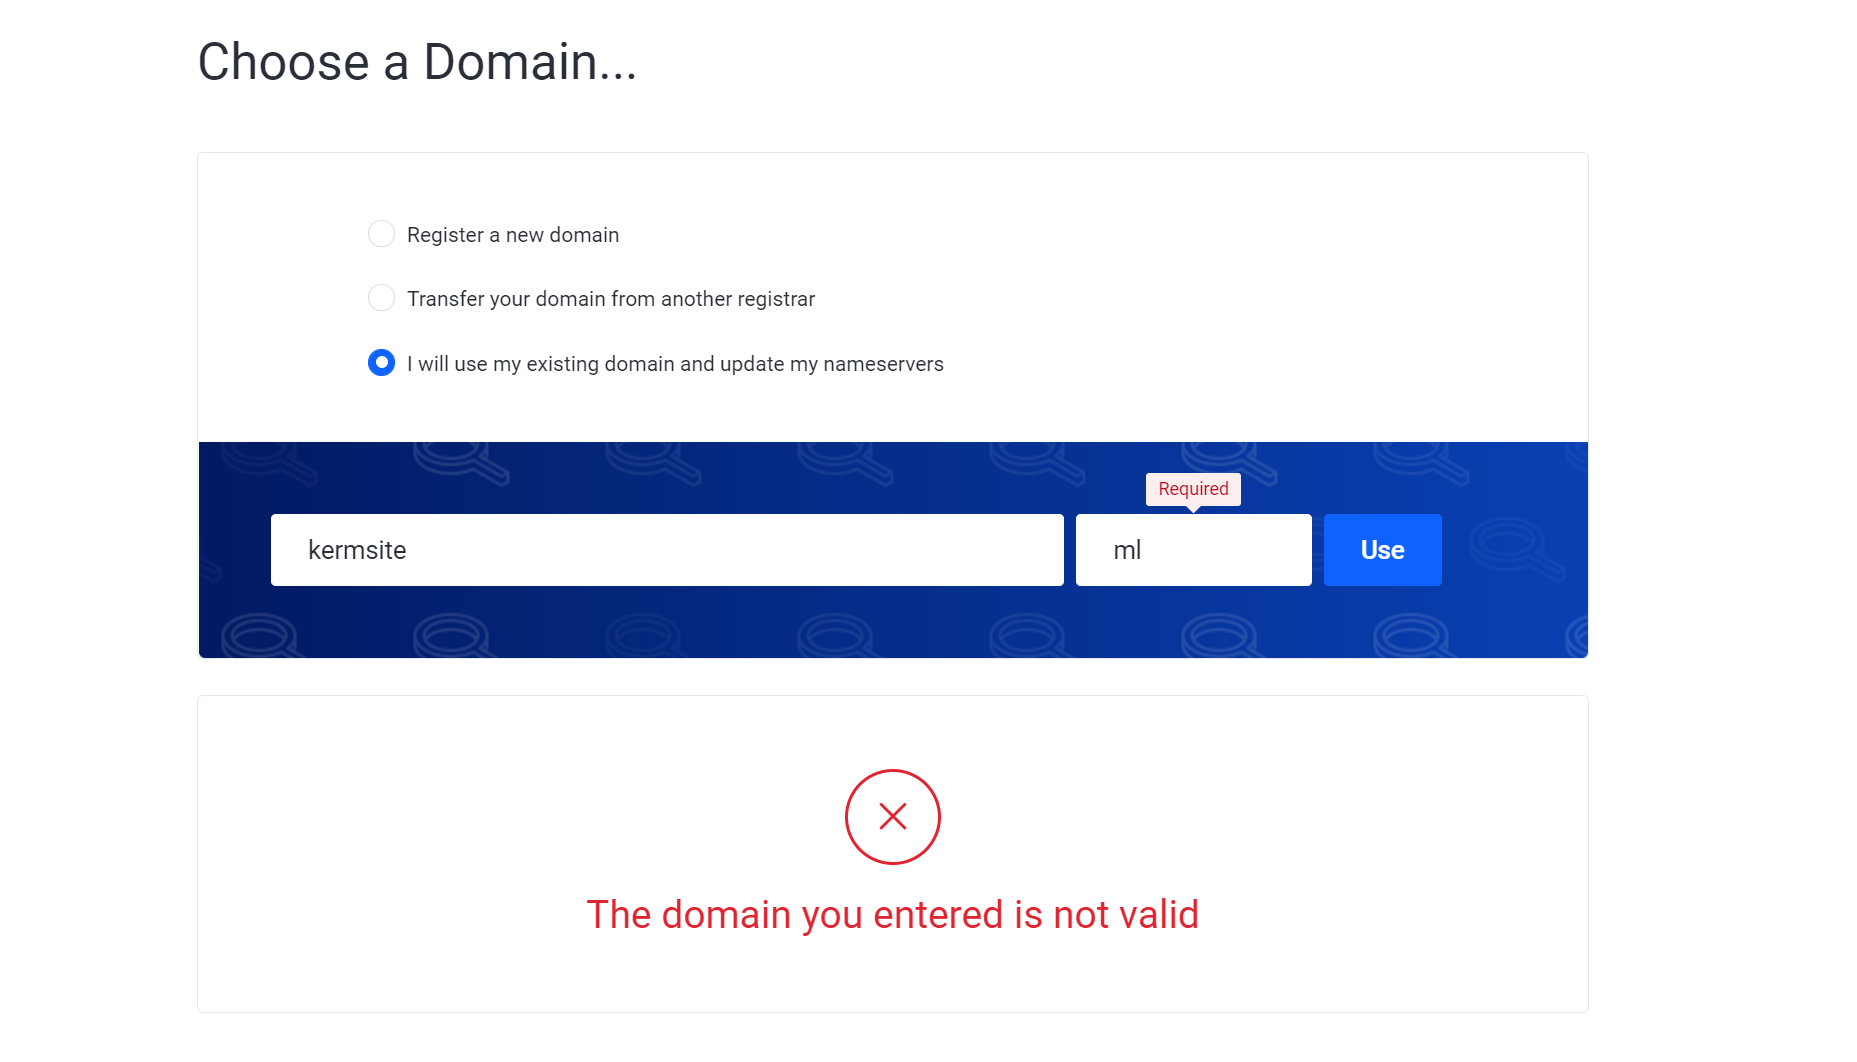 Choose a Domain...
Register a new domain
Transfer your domain from another registrar
I will use my existing domain and update my nameservers
Required
kermsite ml Use
The domain you entered is not valid